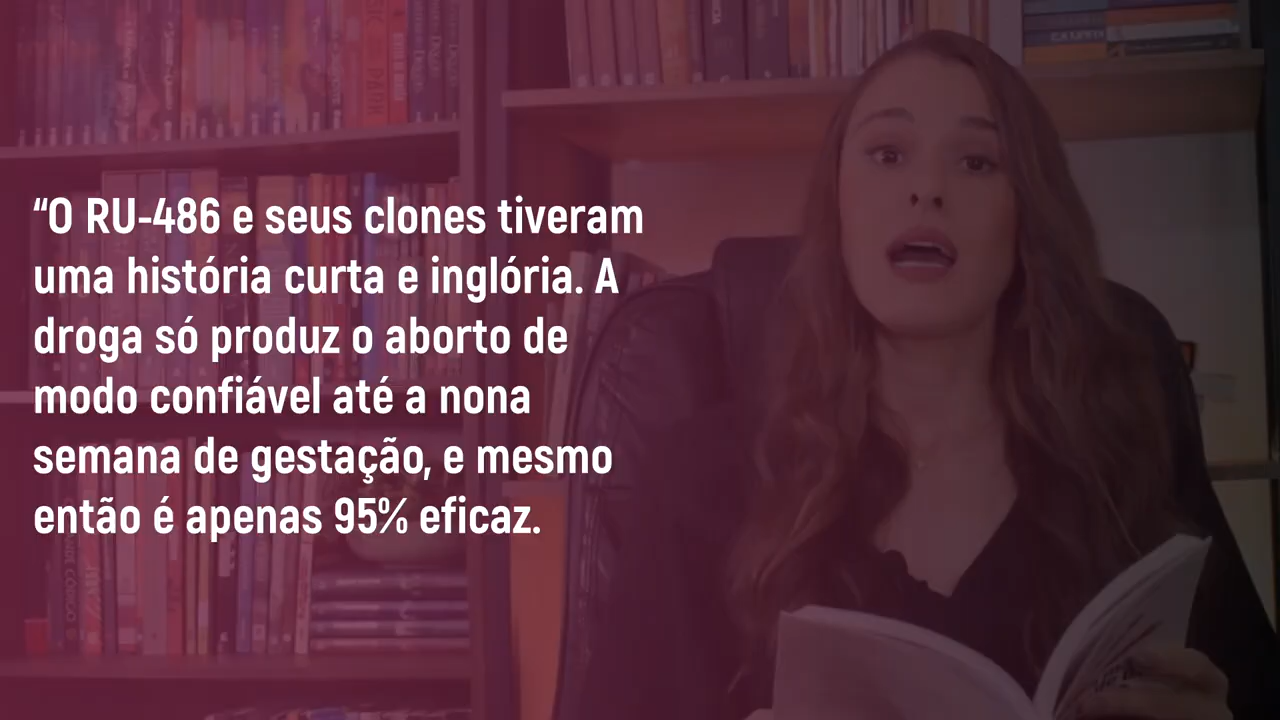 “O RU-486 e seus clones tiveram
uma história curta e inglória. A
droga só produz o aborto de
modo confiável até a nona
semana de gestação, e mesmo
então é apenas 95% eficaz.